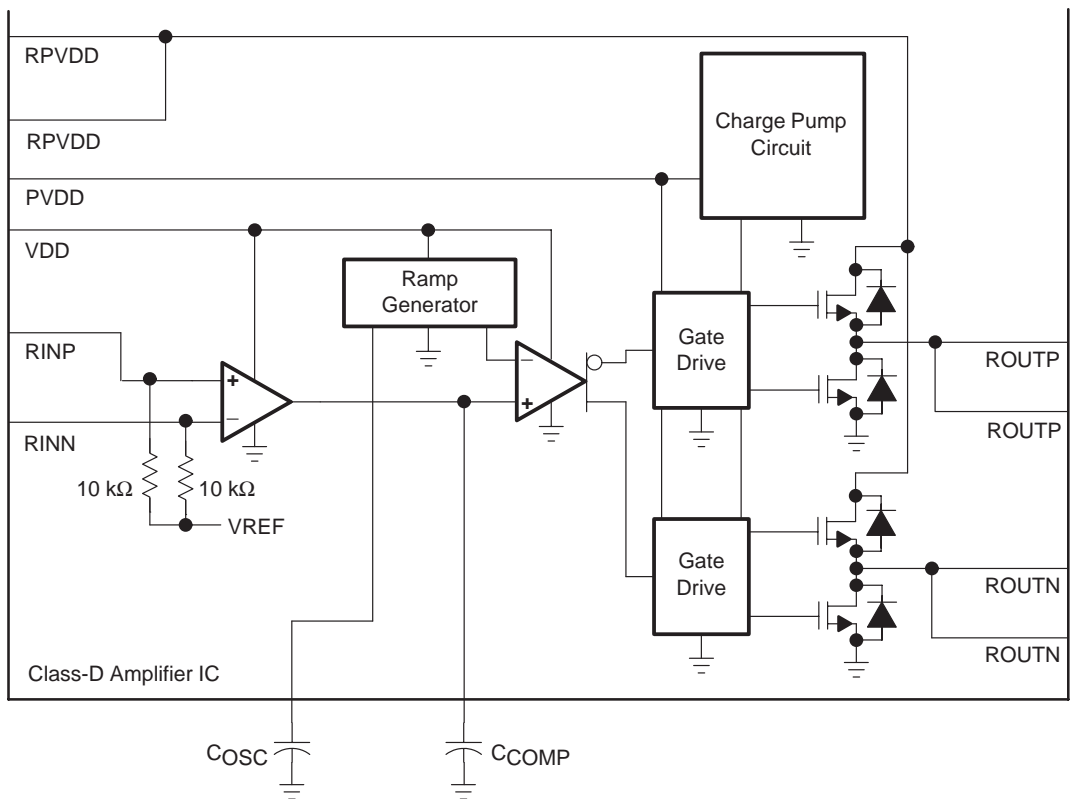 RPVDD
Charge Pump
Circuit
RPVDD
PVDD
VDD
Ramp
Generator
RINP
–
Gate
Drive
ROUTP
+
+
–
RINN
ROUTP
10 kΩ
10 kΩ
VREF
Gate
Drive
ROUTN
ROUTN
Class-D Amplifier IC
COSC
CCOMP